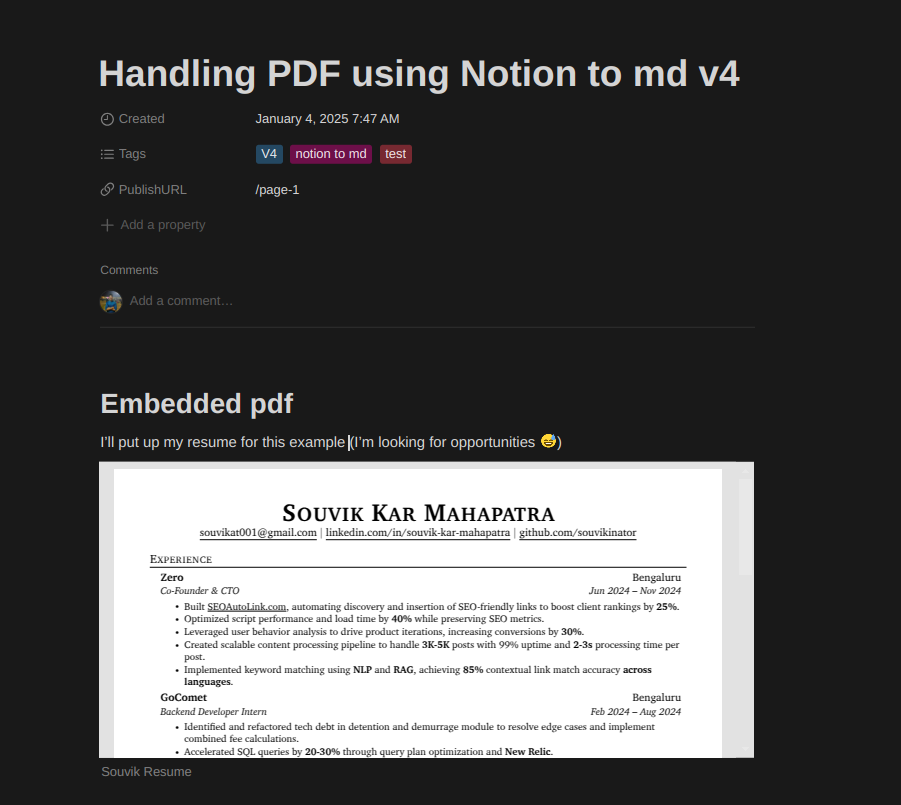 Handling PDF using Notion to md v4
Created January 4, 2025 7:47 AM
Tags V4 notion to md test
PublishURL /page-1
Add a property
Comments
Add a comment…
Embedded pdf
I'll put up my resume for this example (I'm looking for opportunities 😅)
SOUVIK KAR MAHAPATRA
souvikat001@gmail.com | linkedin.com/in/souvik-kar-mahapatra | github.com/souvikinator
EXPERIENCE
Zero Bengaluru
Co-Founder & CTO Jun 2024 – Nov 2024
• Built SEOAutoLink.com, automating discovery and insertion of SEO-friendly links to boost client rankings by 25%.
• Optimized script performance and load time by 40% while preserving SEO metrics.
• Leveraged user behavior analysis to drive product iterations, increasing conversions by 30%.
• Created scalable content processing pipeline to handle 3K-5K posts with 99% uptime and 2-3s processing time per
post.
• Implemented keyword matching using NLP and RAG, achieving 85% contextual link match accuracy across
languages.
GoComet Bengaluru
Backend Developer Intern Feb 2024 – Aug 2024
• Identified and refactored tech debt in detention and demurrage module to resolve edge cases and implement
combined fee calculations.
• Accelerated SQL queries by 20-30% through query plan optimization and New Relic.
Souvik Resume